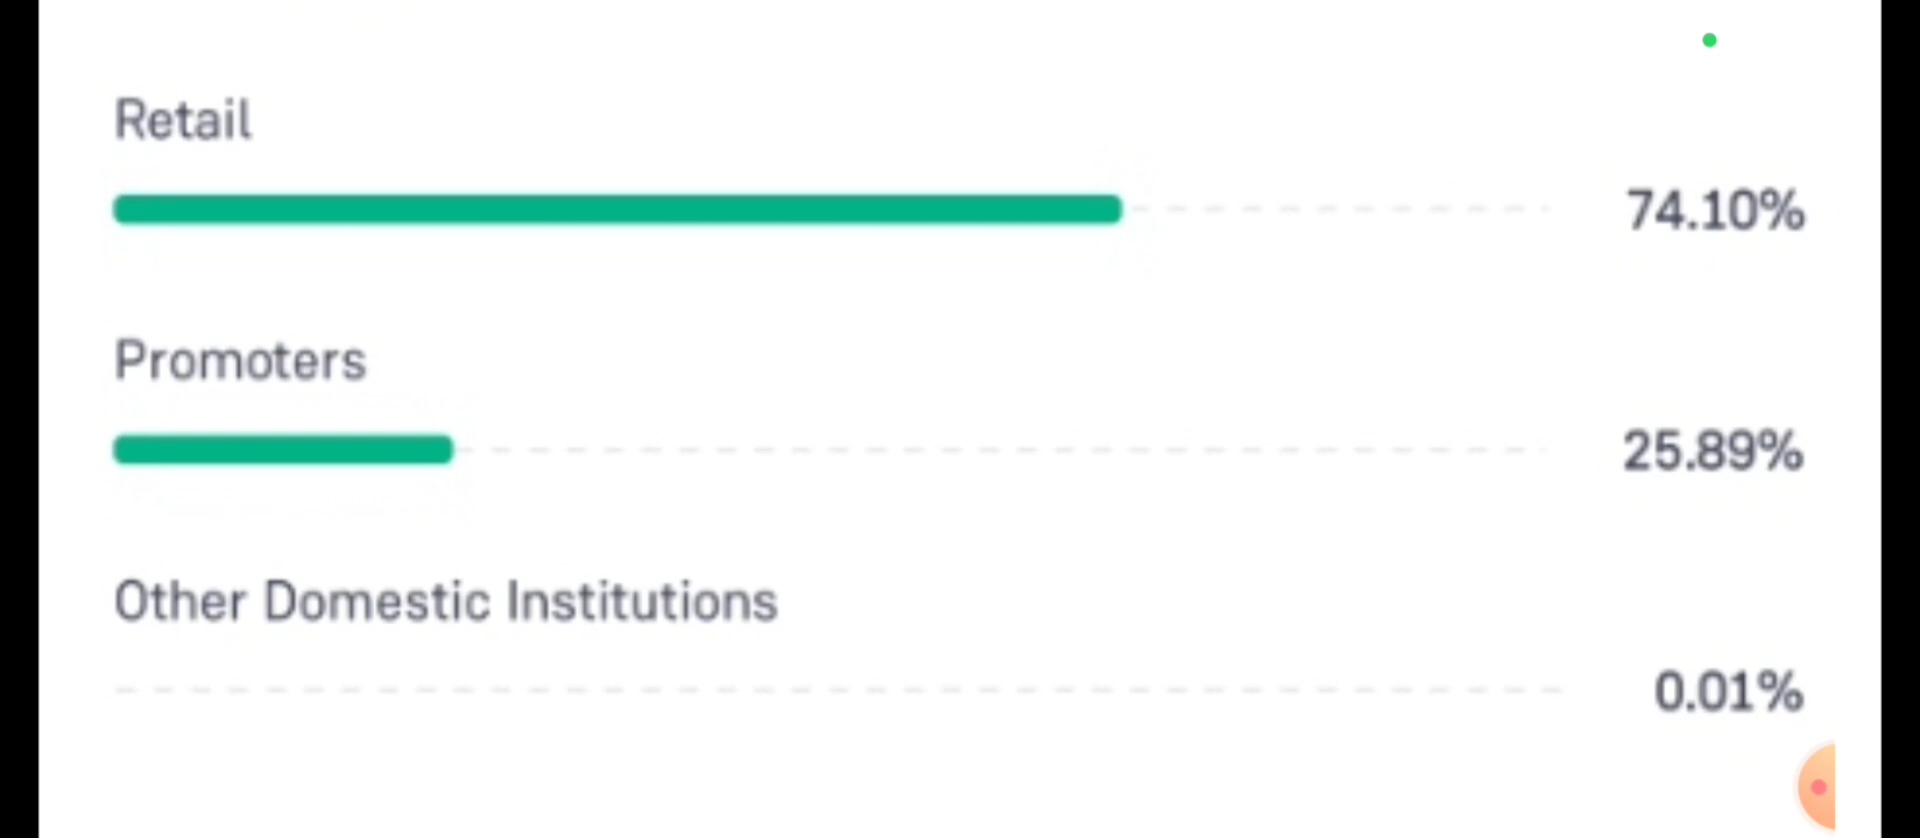 Retail
74.10%
Promoters
25.89%
Other Domestic Institutions
0.01%